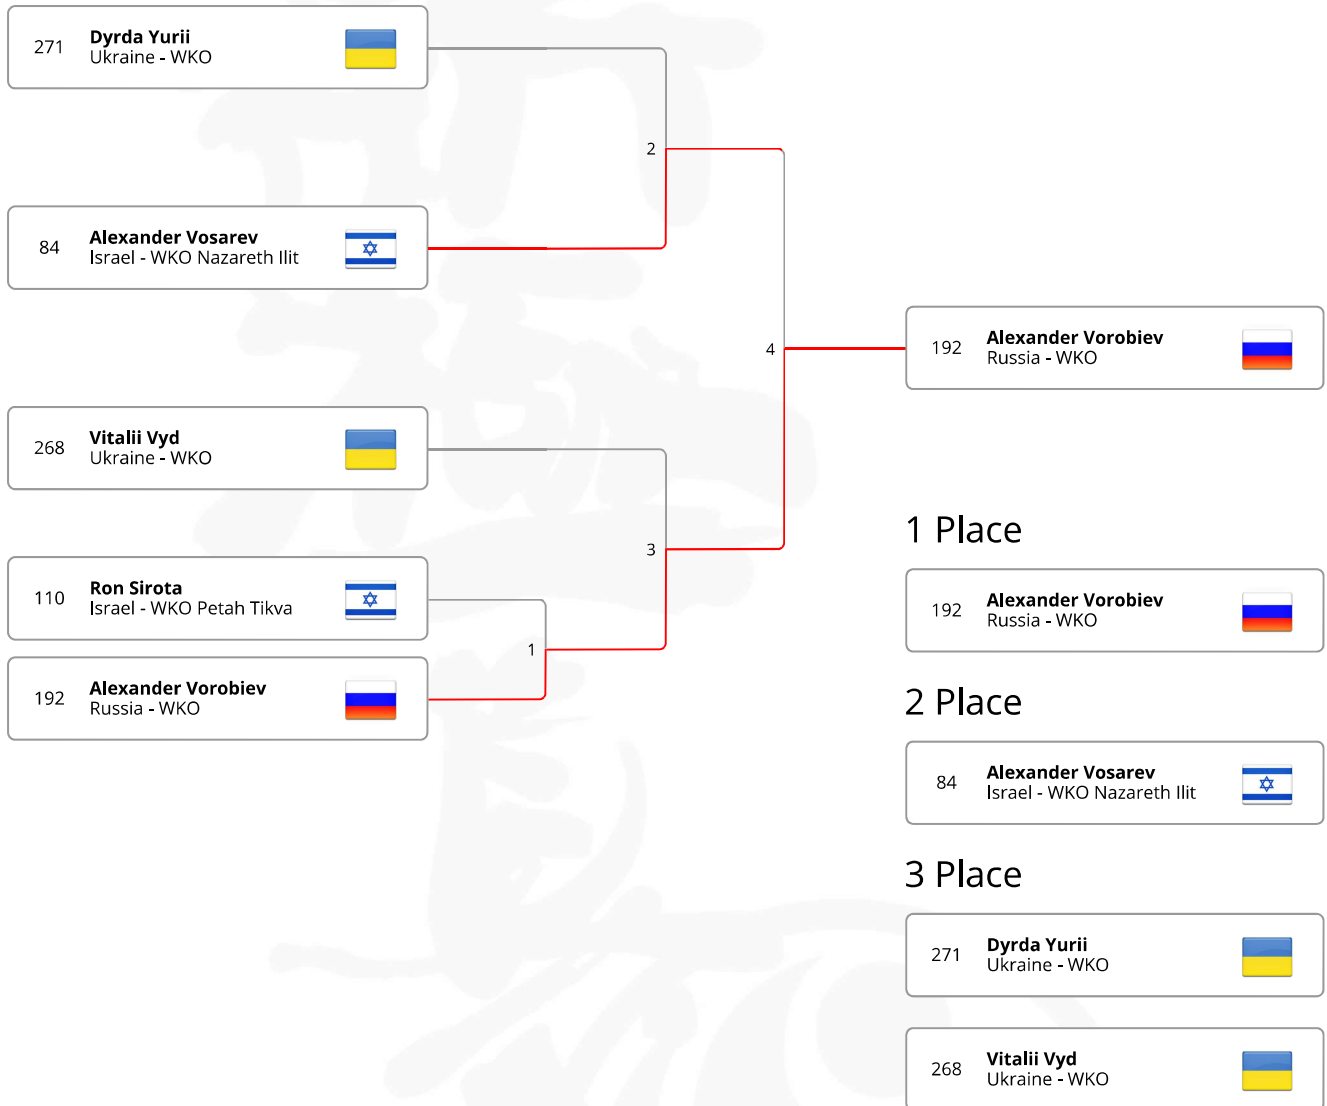 271
Dyrda Yurii
Ukraine - WKO
2
84
Alexander Vosarev
Israel - WKO Nazareth Ilit
4
192
Alexander Vorobiev
Russia - WKO
268
Vitalii Vyd
Ukraine - WKO
3
110
Ron Sirota
Israel - WKO Petah Tikva
1
192
Alexander Vorobiev
Russia - WKO
1 Place
192
Alexander Vorobiev
Russia - WKO
2 Place
84
Alexander Vosarev
Israel - WKO Nazareth Ilit
3 Place
271
Dyrda Yurii
Ukraine - WKO
268
Vitalii Vyd
Ukraine - WKO